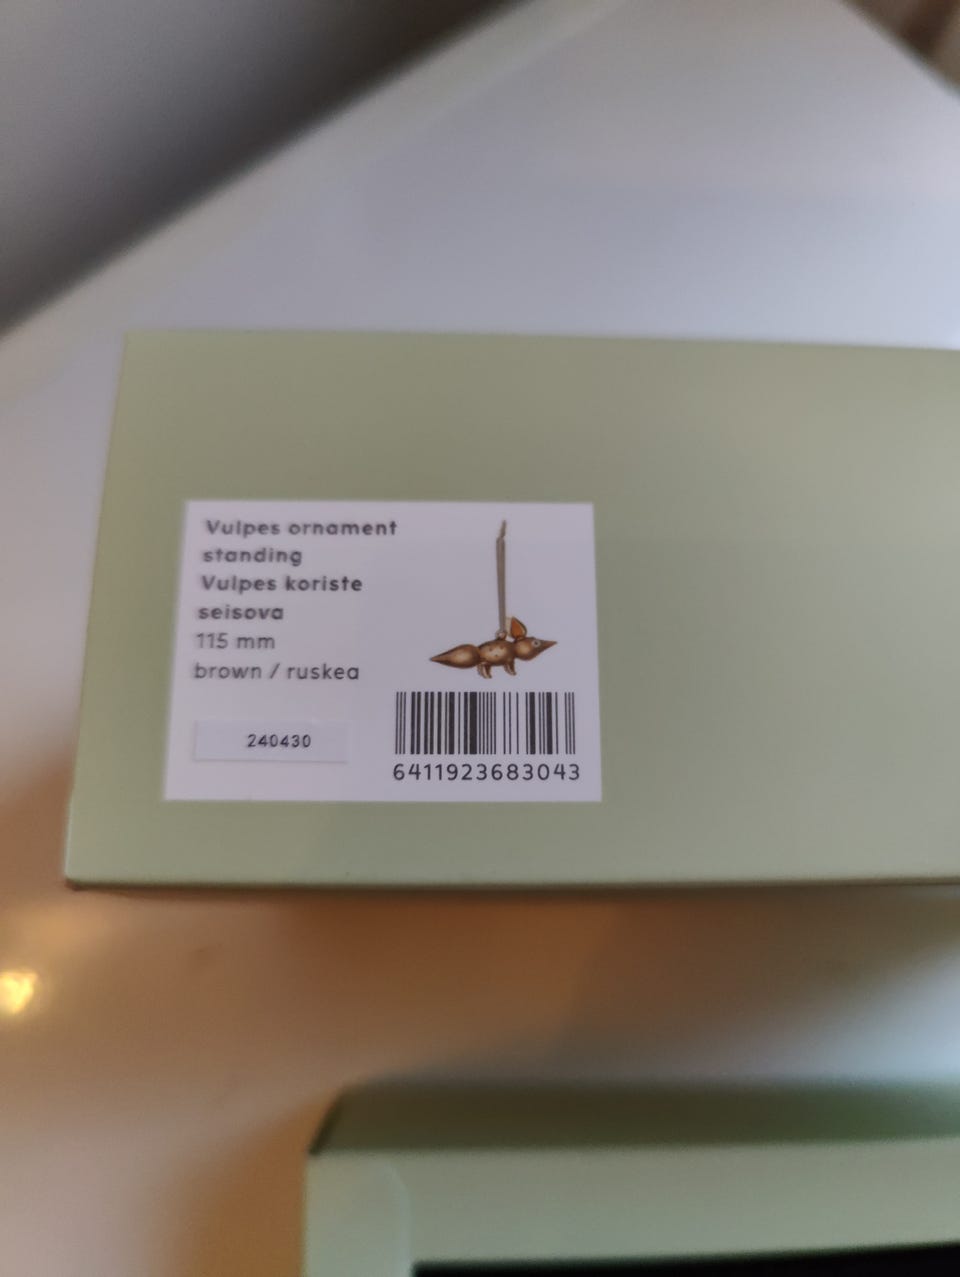 Vulpes ornament
standing
Vulpes koriste
seisova
115 mm
brown / ruskea
240430
6411923683043